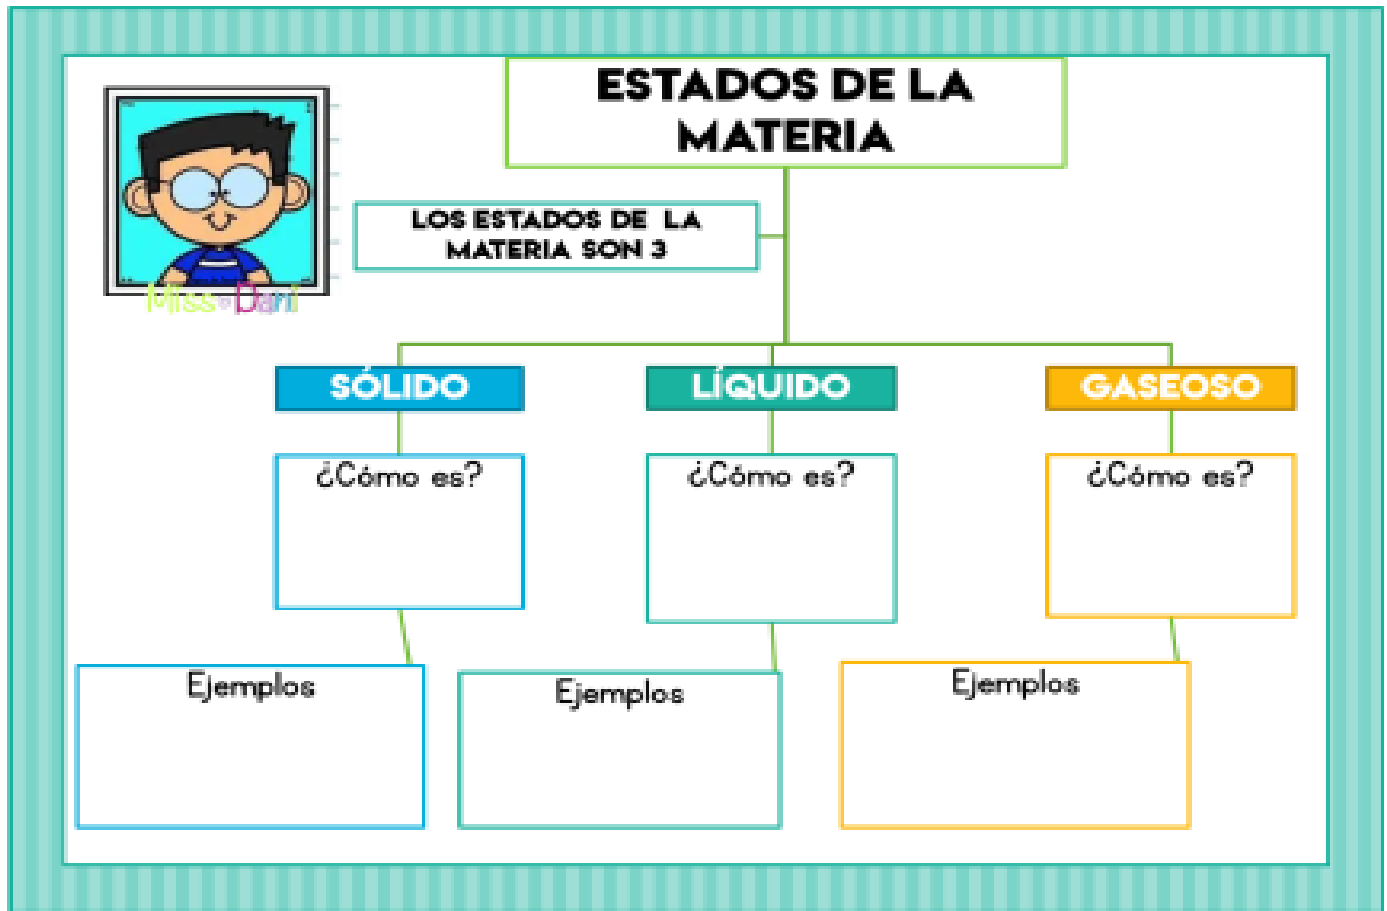 ESTADOS DE LA
MATERIA
LOS ESTADOS DE LA
MATERIA SON 3
Miss Dani
SÓLIDO
LÍQUIDO
GASEOSO
¿Cómo es?
¿Cómo es?
¿Cómo es?
Ejemplos
Ejemplos
Ejemplos